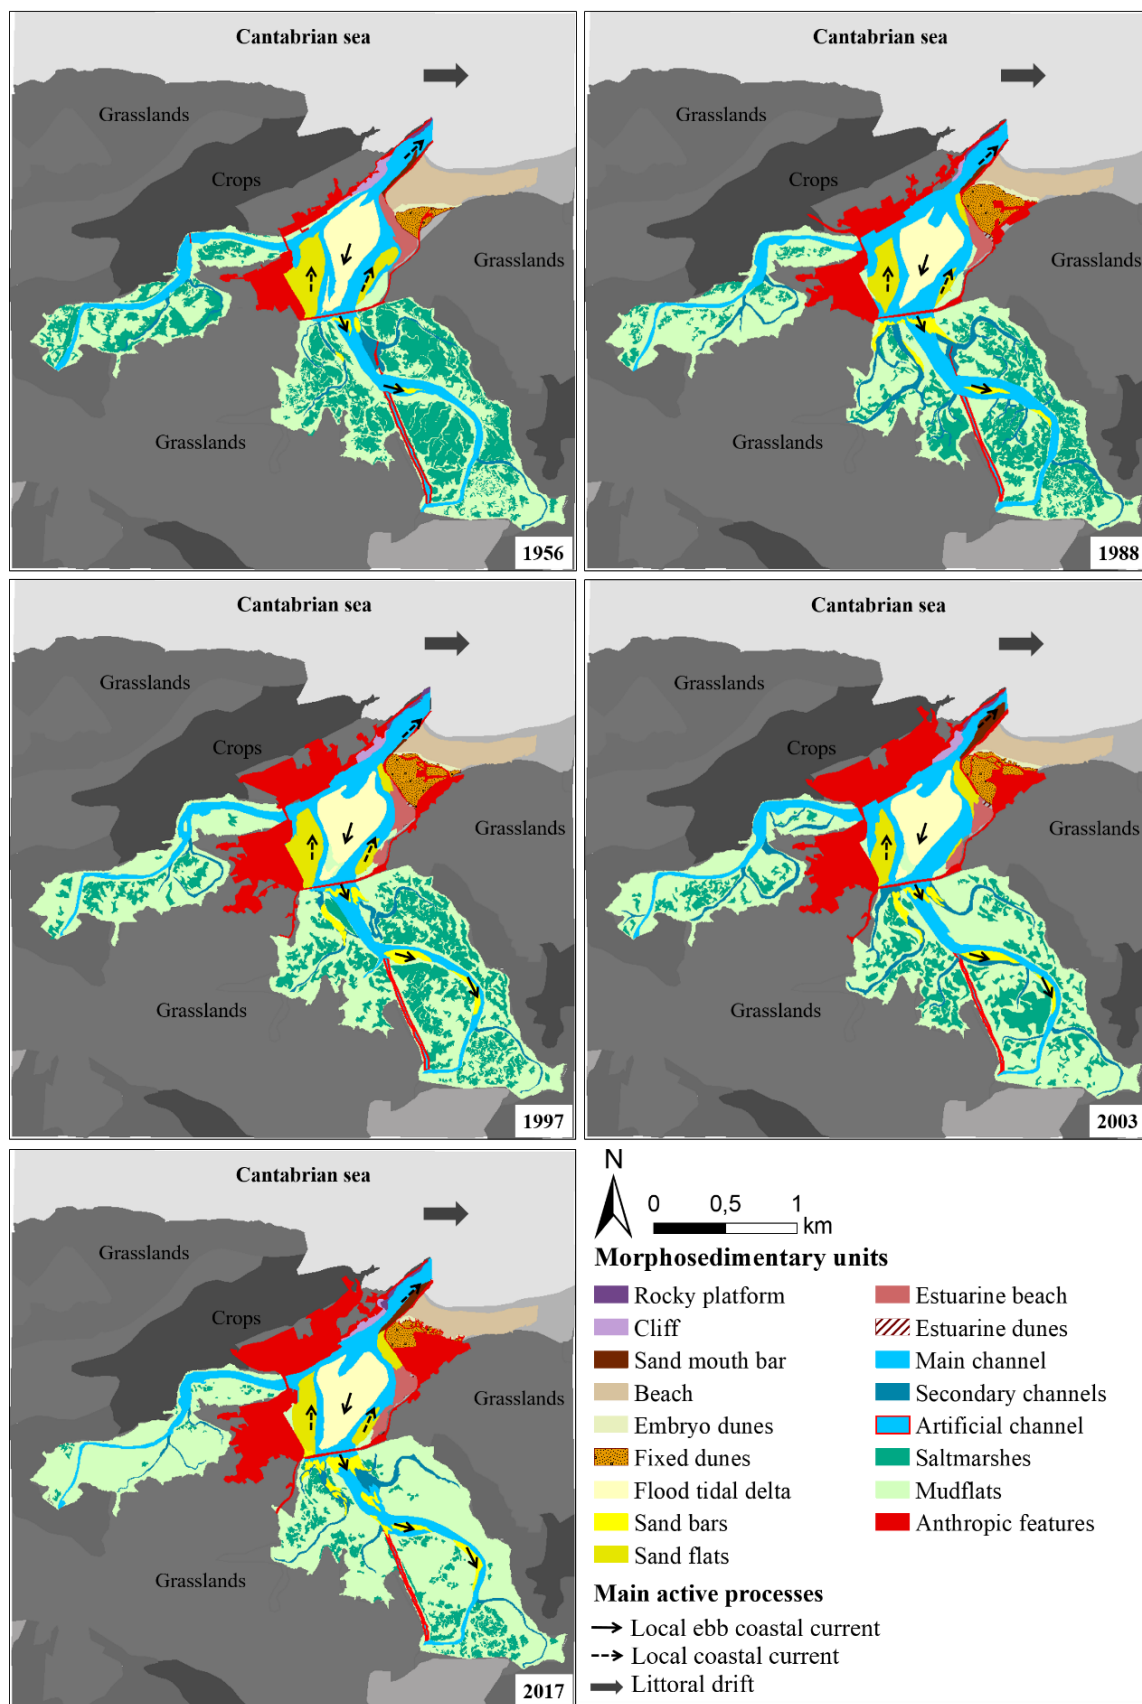 Cantabrian sea
Grasslands
Crops
Grasslands
Grasslands
1956
Cantabrian sea
Grasslands
Crops
Grasslands
Grasslands
1988
Cantabrian sea
Grasslands
Crops
Grasslands
Grasslands
1997
Cantabrian sea
Grasslands
Crops
Grasslands
Grasslands
2003
Cantabrian sea
Grasslands
Crops
Grasslands
Grasslands
2017
N
0 0,5 1
km
Morphosedimentary units
Rocky platform
Cliff
Sand mouth bar
Beach
Embryo dunes
Fixed dunes
Flood tidal delta
Sand bars
Sand flats
Estuarine beach
Estuarine dunes
Main channel
Secondary channels
Artificial channel
Saltmarshes
Mudflats
Anthropic features
Main active processes
Local ebb coastal current
Local coastal current
Littoral drift